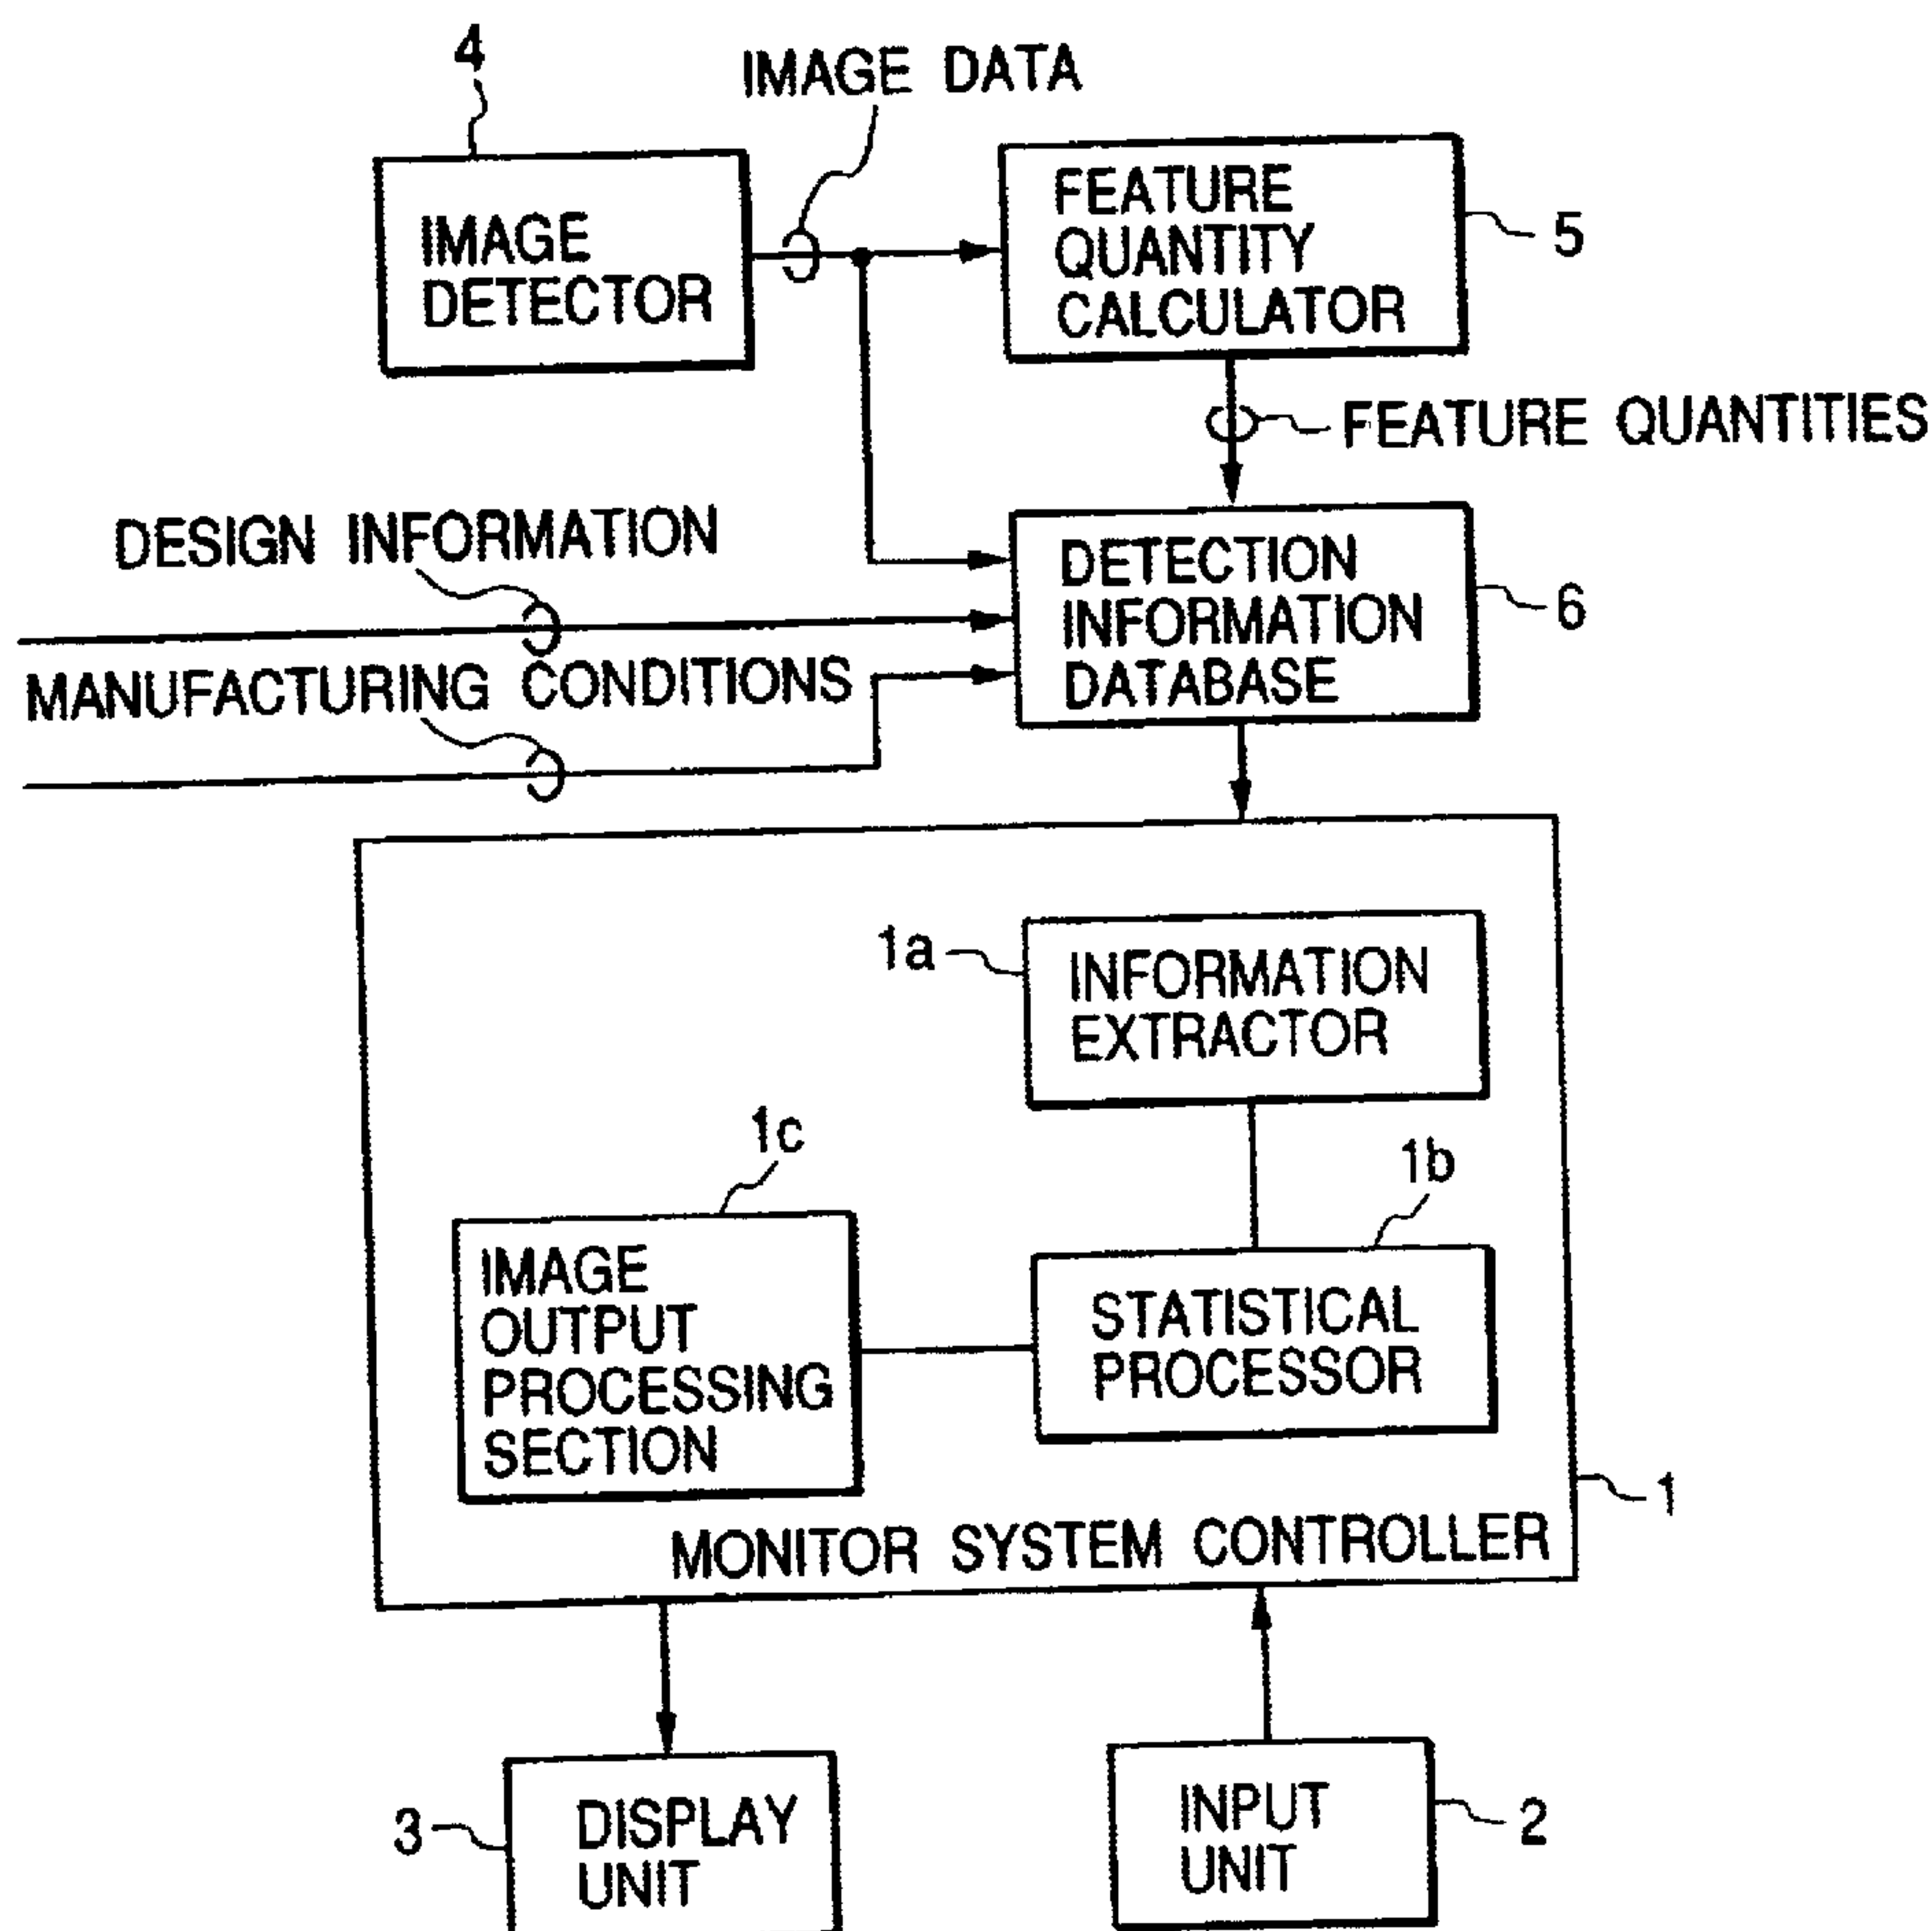 4
IMAGE DATA
IMAGE
DETECTOR
FEATURE
QUANTITY
CALCULATOR
5
FEATURE QUANTITIES
DESIGN INFORMATION
DETECTION
INFORMATION
DATABASE
6
MANUFACTURING CONDITIONS
1a
INFORMATION
EXTRACTOR
1c
1b
IMAGE
OUTPUT
PROCESSING
SECTION
STATISTICAL
PROCESSOR
1
MONITOR SYSTEM CONTROLLER
3
DISPLAY
UNIT
INPUT
UNIT
2